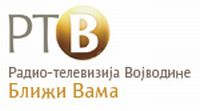 РТВ
Радио-телевизија Војводине
Ближи Вама